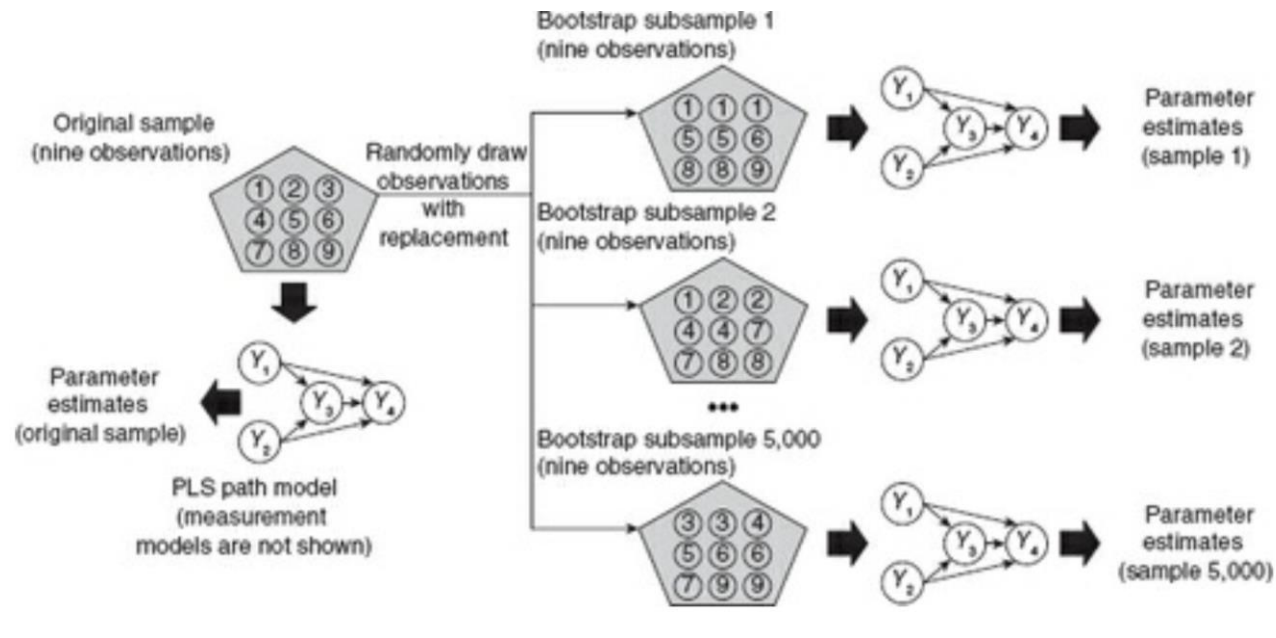 Original sample
(nine observations)
1 2 3
4 5 6
7 8 9
Y1
Y2
Y3
Y4
Parameter
estimates
(original sample)
PLS path model
(measurement
models are not shown)
Randomly draw
observations
with
replacement
Bootstrap subsample 1
(nine observations)
1 1 1
5 5 6
8 8 9
Y1
Y2
Y3
Y4
Parameter
estimates
(sample 1)
Bootstrap subsample 2
(nine observations)
1 2 2
4 4 7
7 8 8
Y1
Y2
Y3
Y4
Parameter
estimates
(sample 2)
•••
Bootstrap subsample 5,000
(nine observations)
3 3 4
5 6 6
7 9 9
Y1
Y2
Y3
Y4
Parameter
estimates
(sample 5,000)